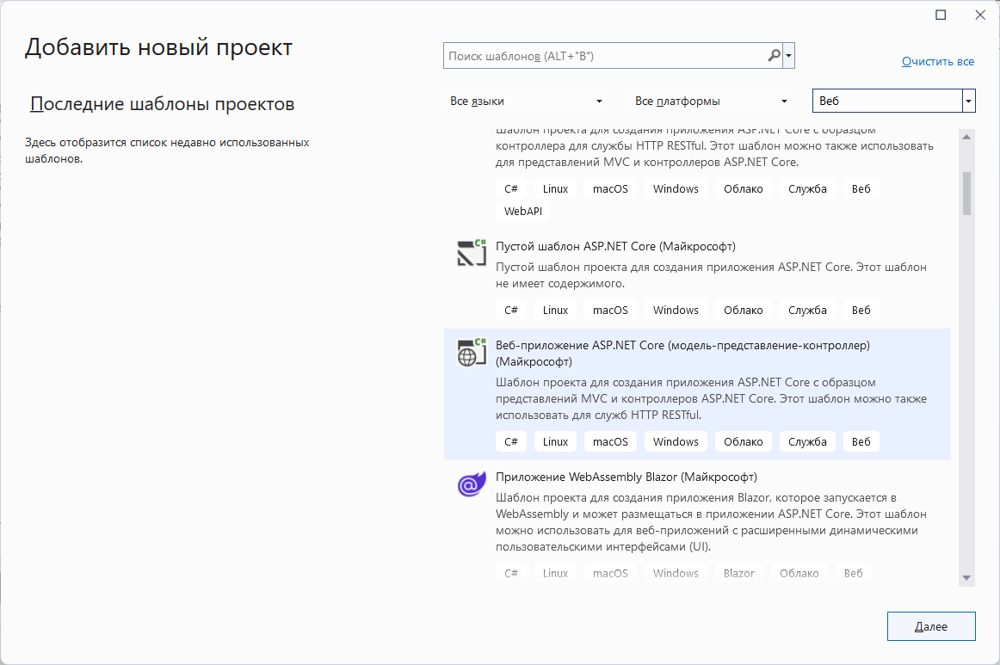 Добавить новый проект
Поиск шаблонов (ALT+"B")
Очистить все
Последние шаблоны проектов
Все языки
Все платформы
Веб
Здесь отобразится список недавно использованных
шаблонов.
Шаблон проекта для создания приложения ASP.NET Core с образцом
контроллера для службы HTTP RESTful. Этот шаблон можно также использовать
для представлений MVC и контроллеров ASP.NET Core.
C# Linux macOS Windows Облако Служба Веб
WebAPI
Пустой шаблон ASP.NET Core (Майкрософт)
Пустой шаблон проекта для создания приложения ASP.NET Core. Этот шаблон
не имеет содержимого.
C# Linux macOS Windows Облако Служба Веб
C#
Веб-приложение ASP.NET Core (модель-представление-контроллер)
(Майкрософт)
Шаблон проекта для создания приложения ASP.NET Core с образцом
представлений MVC и контроллеров ASP.NET Core. Этот шаблон можно также
использовать для служб HTTP RESTful.
C# Linux macOS Windows Облако Служба Веб
C#
Приложение WebAssembly Blazor (Майкрософт)
Шаблон проекта для создания приложения Blazor, которое запускается в
WebAssembly и может размещаться в приложении ASP.NET Core. Этот шаблон
можно использовать для веб-приложений с расширенными динамическими
пользовательскими интерфейсами (UI).
C# Linux macOS Windows Blazor Облако Веб
Далее